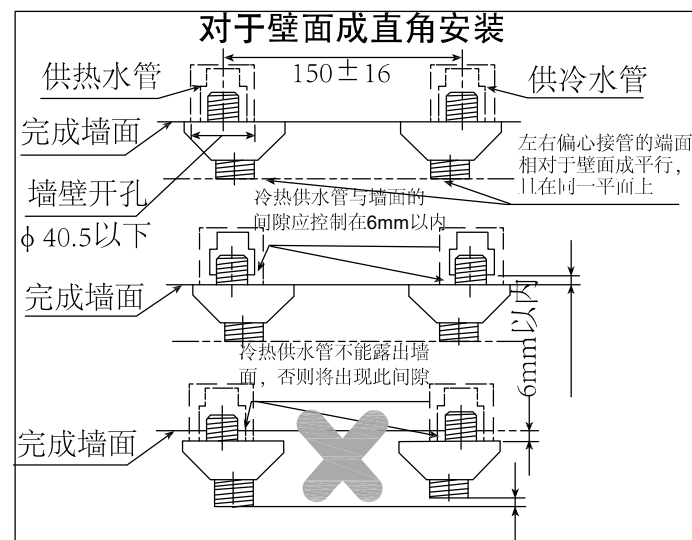 对于壁面成直角安装
供热水管
150±16
供冷水管
完成墙面
左右偏心接管的端面
相对于壁面成平行，
且在同一平面上
墙壁开孔
φ 40.5以下
冷热供水管与墙面的
间隙应控制在6mm以内
完成墙面
6mm以内
冷热供水管不能露出墙
面，否则将出现此间隙
完成墙面